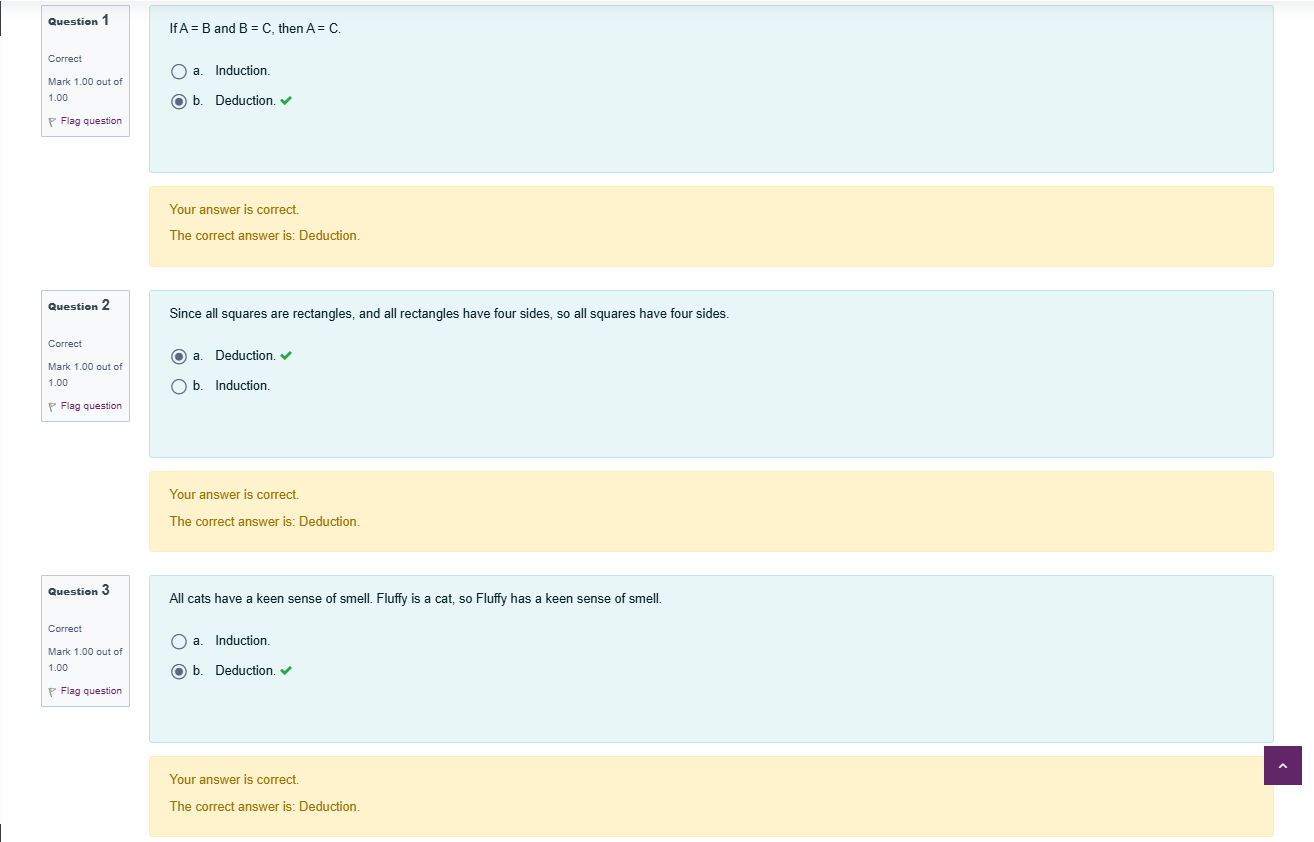 Question 1
Correct
Mark 1.00 out of
1.00
Flag question
If A = B and B = C, then A = C.
a. Induction.
b. Deduction.
Your answer is correct.
The correct answer is: Deduction.
Question 2
Correct
Mark 1.00 out of
1.00
Flag question
Since all squares are rectangles, and all rectangles have four sides, so all squares have four sides.
a. Deduction.
b. Induction.
Your answer is correct.
The correct answer is: Deduction.
Question 3
Correct
Mark 1.00 out of
1.00
Flag question
All cats have a keen sense of smell. Fluffy is a cat, so Fluffy has a keen sense of smell.
a. Induction.
b. Deduction.
Your answer is correct.
The correct answer is: Deduction.